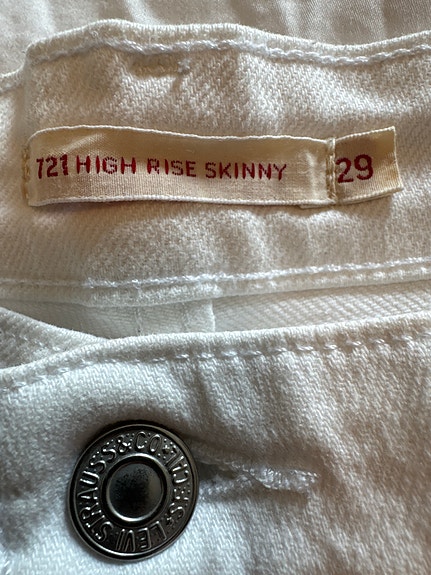 721 HIGH RISE SKINNY 29
LEVI STRAUSS & CO.